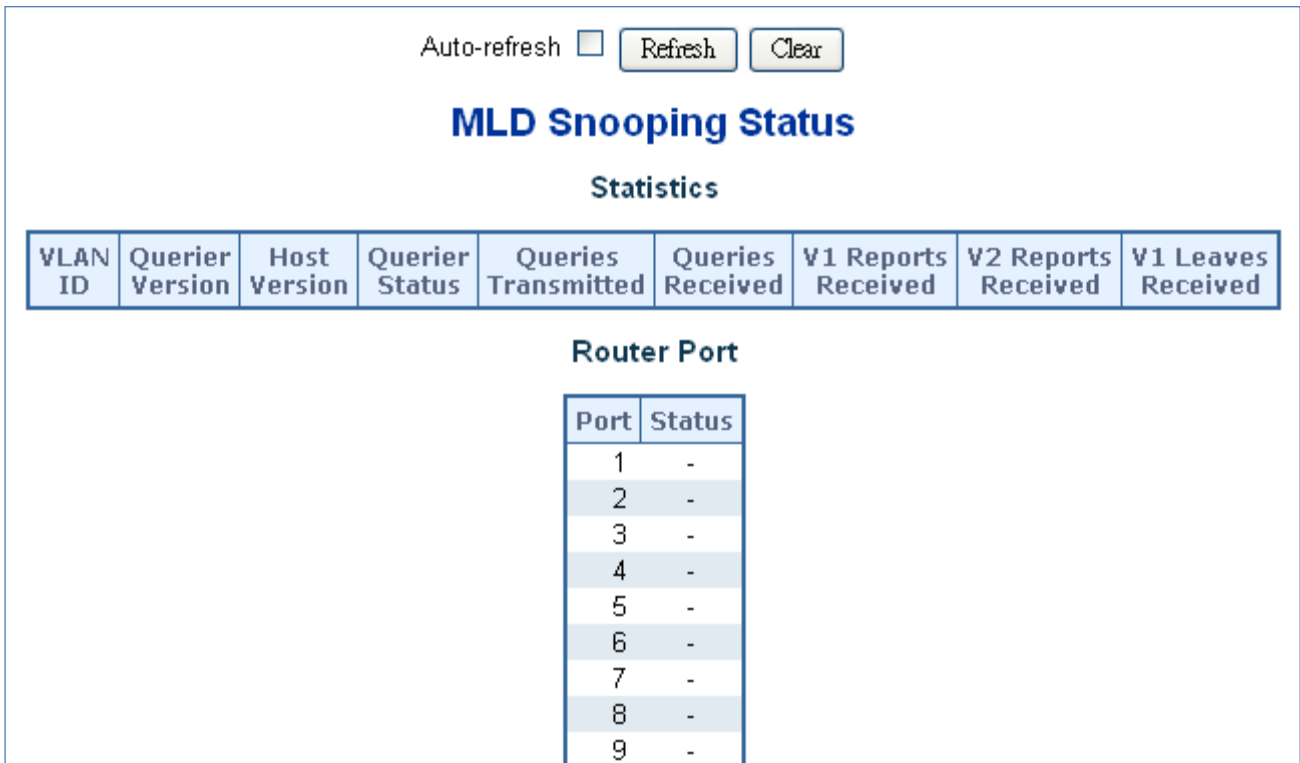 Auto-refresh Refresh Clear
MLD Snooping Status
Statistics
VLAN ID Querier Version Host Version Querier Status Queries Transmitted Queries Received V1 Reports Received V2 Reports Received V1 Leaves Received
Router Port
Port Status
1 -
2 -
3 -
4 -
5 -
6 -
7 -
8 -
9 -